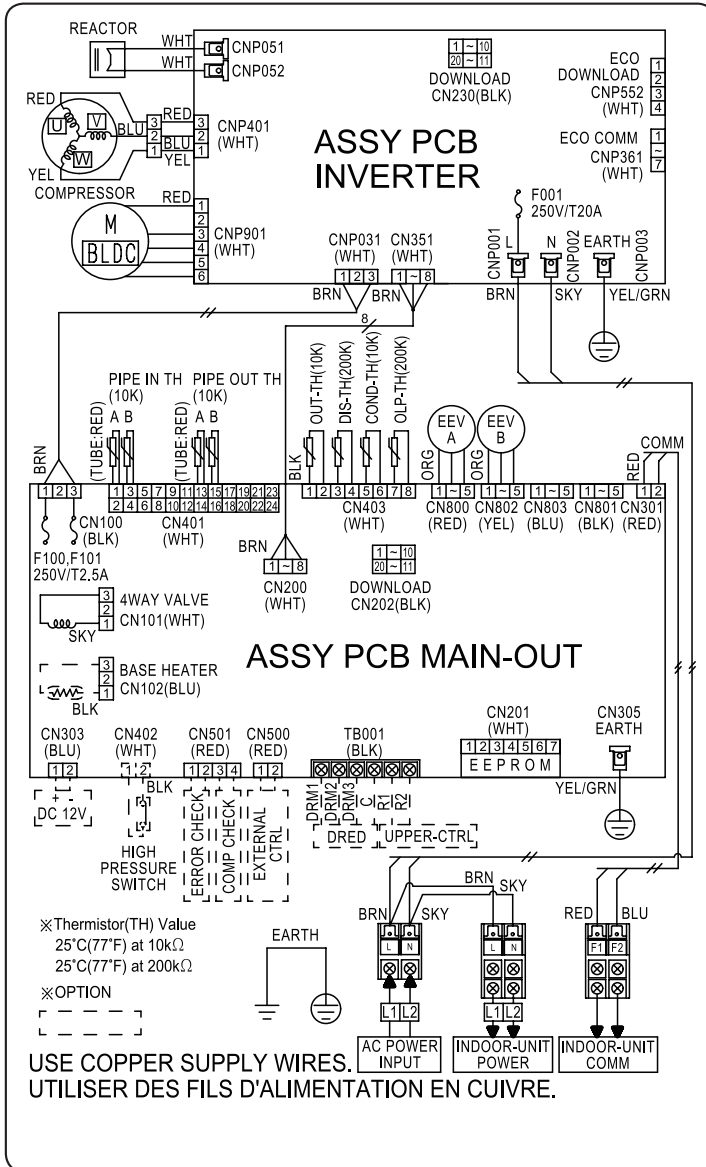 REACTOR
WHT
CNP051
WHT
CNP052
1 ~ 10
20 ~ 11
DOWNLOAD
CN230(BLK)
ECO
DOWNLOAD
CNP552
(WHT)
1
2
3
4
ECO COMM
CNP361
(WHT)
1
~
7
RED
U
V
W
BLU
YEL
3
2
1
RED
BLU
YEL
3
2
1
CNP401
(WHT)
ASSY PCB
INVERTER
COMPRESSOR
M
BLDC
RED
1
2
3
4
5
6
CNP901
(WHT)
F001
250V/T20A
CNP031
(WHT)
1 2 3
BRN
CN351
(WHT)
1 ~ 8
BRN
8
CNP001
L
BRN
N
CNP002
SKY
EARTH
CNP003
YEL/GRN
PIPE IN TH
(10K)
(TUBE:RED)
A B
PIPE OUT TH
(10K)
(TUBE:RED)
A B
OUT-TH(10K)
DIS-TH(200K)
COND-TH(10K)
OLP-TH(200K)
BLK
EEV
A
ORG
EEV
B
ORG
COMM
RED
BRN
1 2 3
CN100
(BLK)
F100,F101
250V/T2.5A
1 3 5 7 9 11 13 15 17 19 21 23
2 4 6 8 10 12 14 16 18 20 22 24
CN401
(WHT)
1 2 3 4 5 6 7 8
CN403
(WHT)
1 ~ 5
CN800
(RED)
1 ~ 5
CN802
(YEL)
1 ~ 5
CN803
(BLU)
1 ~ 5
CN801
(BLK)
1 2
CN301
(RED)
BRN
1 ~ 8
CN200
(WHT)
1 ~ 10
20 ~ 11
DOWNLOAD
CN202(BLK)
3
2
1
4WAY VALVE
CN101(WHT)
SKY
3
2
1
BASE HEATER
CN102(BLU)
BLK
ASSY PCB MAIN-OUT
CN303
(BLU)
1 2
+ -
DC 12V
CN402
(WHT)
1 2
BLK
HIGH
PRESSURE
SWITCH
CN501
(RED)
1 2 3 4
ERROR CHECK
COMP CHECK
CN500
(RED)
1 2
EXTERNAL
CTRL
TB001
(BLK)
DRM1
DRM2
DRM3
C
R1
R2
DRED
UPPER-CTRL
CN201
(WHT)
1 2 3 4 5 6 7
EEPROM
CN305
EARTH
YEL/GRN
※Thermistor(TH) Value
25°C(77°F) at 10kΩ
25°C(77°F) at 200kΩ
※OPTION
EARTH
BRN
SKY
L N
L1 L2
AC POWER
INPUT
BRN
SKY
L N
L1 L2
INDOOR-UNIT
POWER
RED
BLU
F1 F2
INDOOR-UNIT
COMM
USE COPPER SUPPLY WIRES.
UTILISER DES FILS D'ALIMENTATION EN CUIVRE.